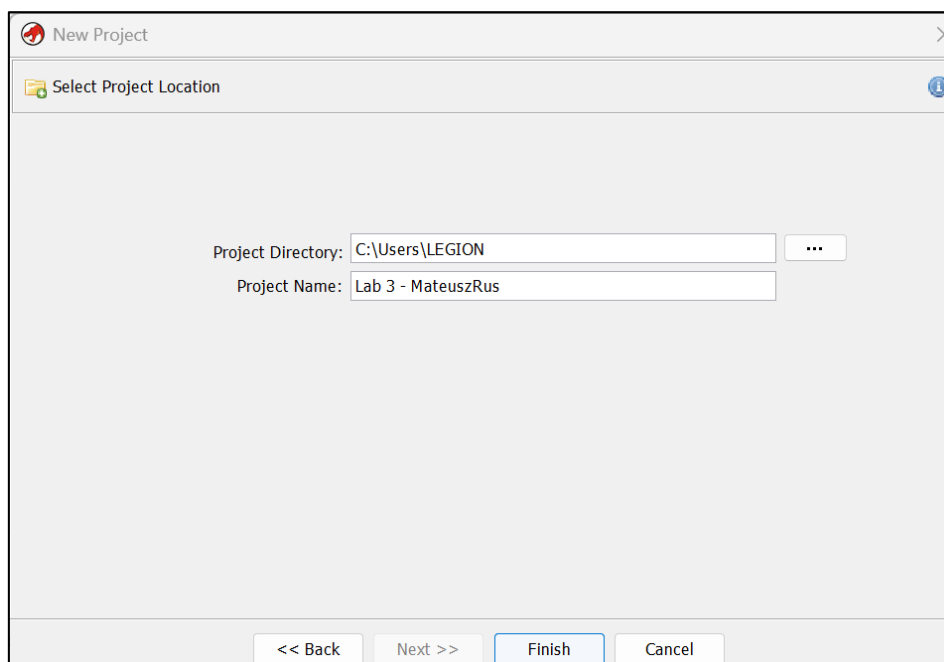 New Project
Select Project Location
Project Directory: C:\Users\LEGION ...
Project Name: Lab 3 - MateuszRus
<< Back Next >> Finish Cancel